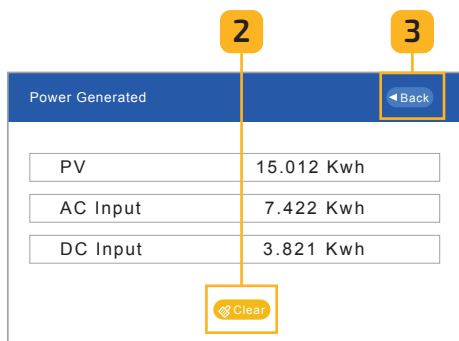 2 3
Power Generated ◄Back
PV 15.012 Kwh
AC Input 7.422 Kwh
DC Input 3.821 Kwh
Clear